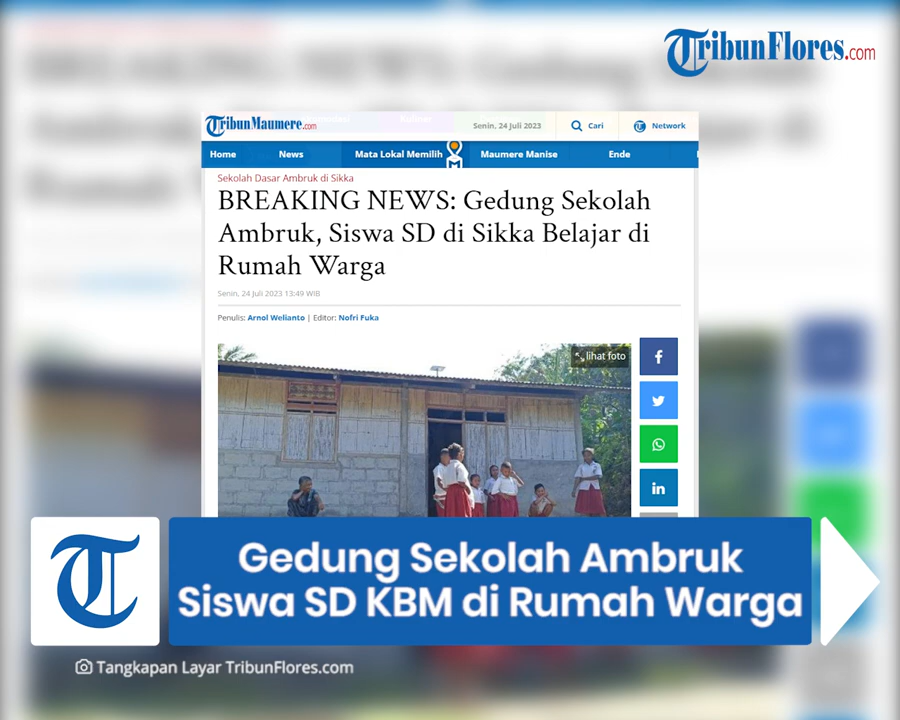 TribunFlores.com
TribunMaumere.com
Senin, 24 Juli 2023
Cari
Network
Home
News
Mata Lokal Memilih
Maumere Manise
Ende
Sekolah Dasar Ambruk di Sikka
BREAKING NEWS: Gedung Sekolah
Ambruk, Siswa SD di Sikka Belajar di
Rumah Warga
Senin, 24 Juli 2023 13:49 WIB
Penulis: Arnol Welianto | Editor: Nofri Fuka
lihat foto
Gedung Sekolah Ambruk
Siswa SD KBM di Rumah Warga
Tangkapan Layar TribunFlores.com